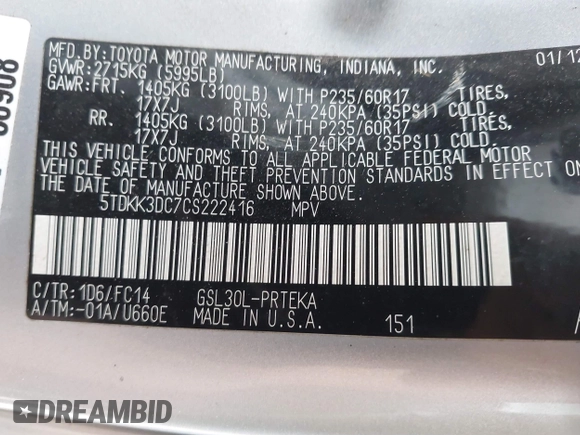 MFD.BY:TOYOTA MOTOR MANUFACTURING, INDIANA, INC. 01/12
GVWR:2715KG (5995LB)
GAWR:FRT. 1405KG (3100LB) WITH P235/60R17 TIRES,
17X7J RIMS, AT 240KPA (35PSI) COLD
RR. 1405KG (3100LB) WITH P235/60R17 TIRES,
17X7J RIMS, AT 240KPA (35PSI) COLD
THIS VEHICLE CONFORMS TO ALL APPLICABLE FEDERAL MOTOR
VEHICLE SAFETY AND THEFT PREVENTION STANDARDS IN EFFECT ON
THE DATE OF MANUFACTURE SHOWN ABOVE.
5TDKK3DC7CS222416 MPV
C/TR:1D6/FC14 GSL30L-PRTEKA
A/TM:-01A/U660E MADE IN U.S.A. 151
DREAMBID